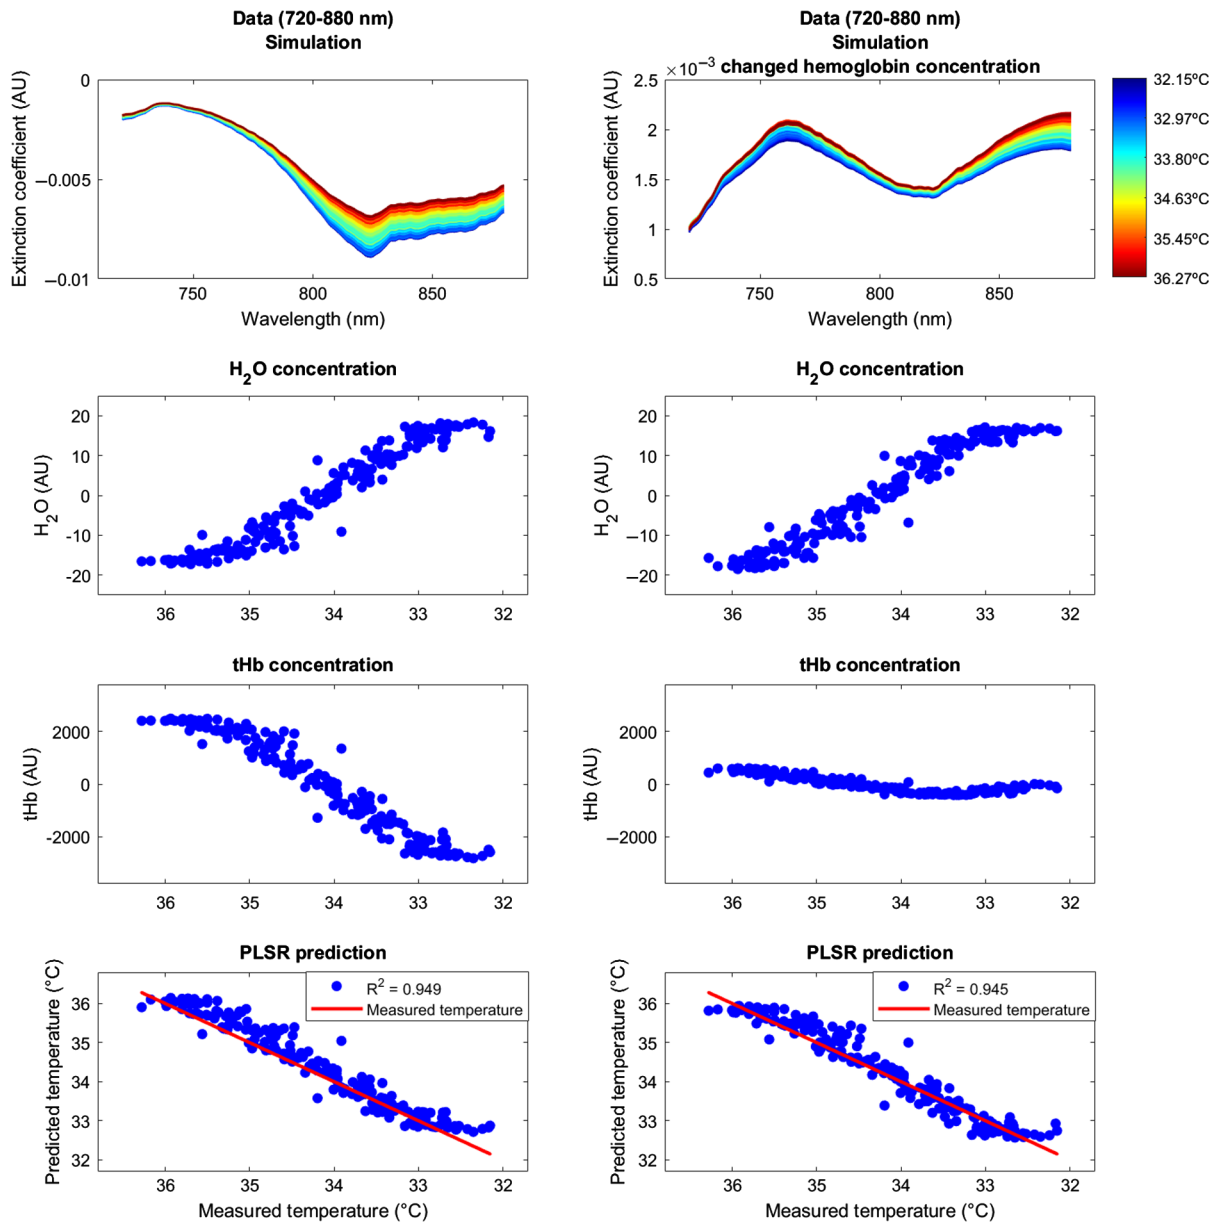 Data (720-880 nm)
Simulation
Extinction coefficient (AU)
0
−0.005
−0.01
750
800
850
Wavelength (nm)
Data (720-880 nm)
Simulation
×10−3 changed hemoglobin concentration
Extinction coefficient (AU)
2.5
2
1.5
1
0.5
750
800
850
Wavelength (nm)
32.15ºC
32.97ºC
33.80ºC
34.63ºC
35.45ºC
36.27ºC
H2O concentration
H2O (AU)
20
10
0
-10
-20
36
35
34
33
32
H2O concentration
H2O (AU)
20
10
0
−10
−20
36
35
34
33
32
tHb concentration
tHb (AU)
2000
0
-2000
36
35
34
33
32
tHb concentration
tHb (AU)
2000
0
−2000
36
35
34
33
32
PLSR prediction
Predicted temperature (°C)
36
35
34
33
32
R2 = 0.949
Measured temperature
36
35
34
33
32
Measured temperature (°C)
PLSR prediction
Predicted temperature (°C)
36
35
34
33
32
R2 = 0.945
Measured temperature
36
35
34
33
32
Measured temperature (°C)